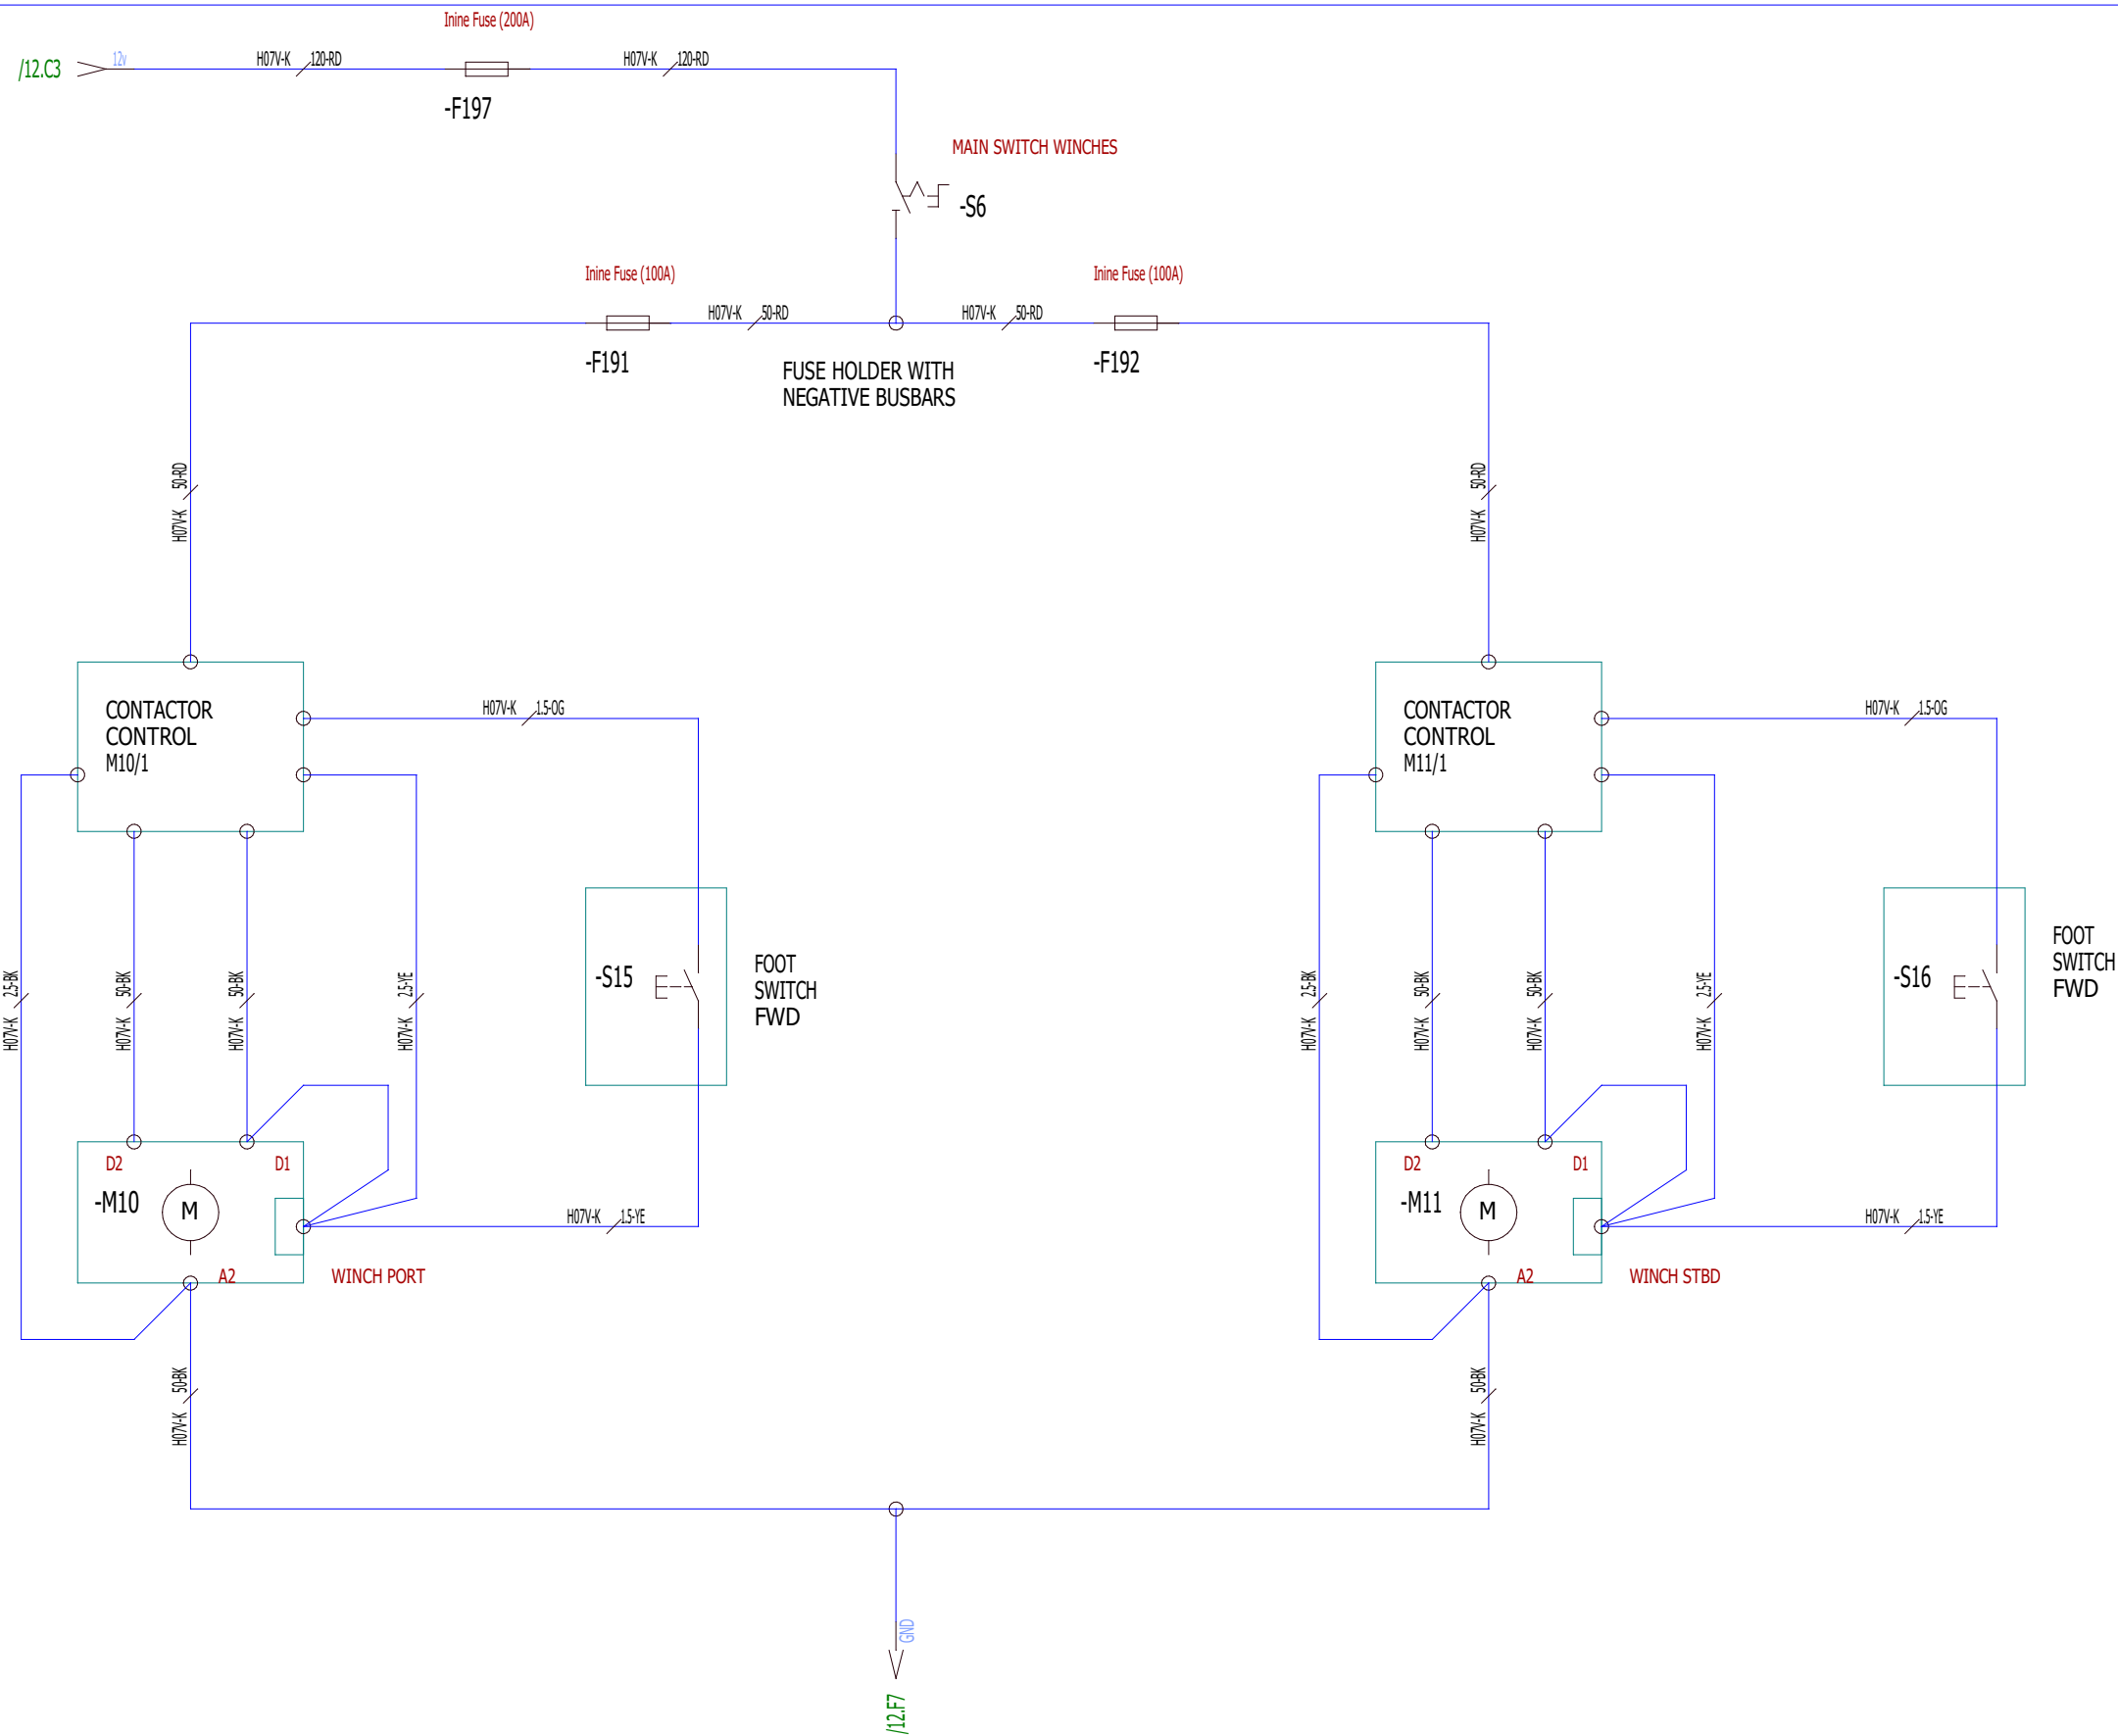 Inine Fuse (200A)
/12.C3
12v
H07V-K
120-RD
H07V-K
120-RD
-F197
MAIN SWITCH WINCHES
-S6
Inine Fuse (100A)
Inine Fuse (100A)
H07V-K
50-RD
H07V-K
50-RD
-F191
-F192
FUSE HOLDER WITH
NEGATIVE BUSBARS
H07V-K 50-RD
H07V-K 50-RD
CONTACTOR
CONTROL
M10/1
H07V-K
1.5-OG
CONTACTOR
CONTROL
M11/1
H07V-K
1.5-OG
H07V-K 2.5-BK
H07V-K 50-BK
H07V-K 50-BK
H07V-K 2.5-YE
-S15
FOOT
SWITCH
FWD
H07V-K 2.5-BK
H07V-K 50-BK
H07V-K 50-BK
H07V-K 2.5-YE
-S16
FOOT
SWITCH
FWD
D2
D1
-M10
M
A2
WINCH PORT
H07V-K
1.5-YE
D2
D1
-M11
M
A2
WINCH STBD
H07V-K
1.5-YE
H07V-K 50-BK
H07V-K 50-BK
GND
/12.F7